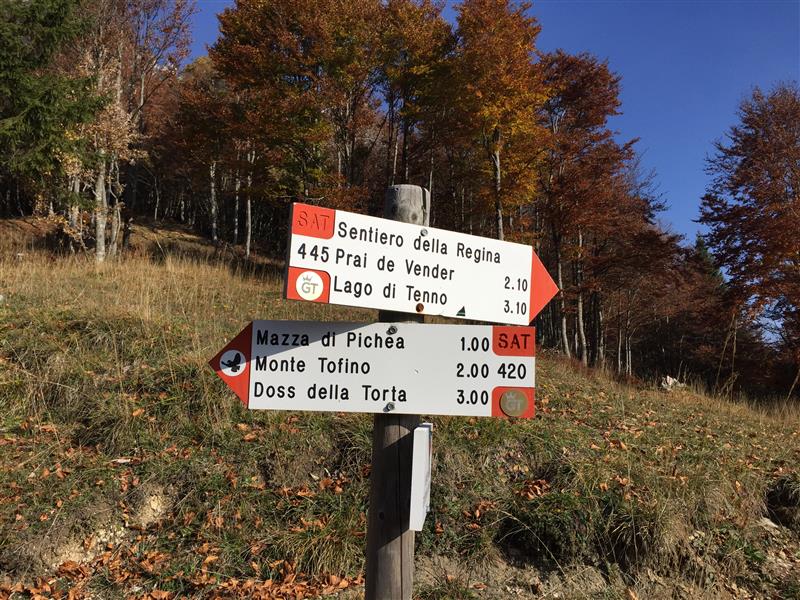 SAT Sentiero della Regina
445 Prai de Vender 2.10
GT Lago di Tenno 3.10
Mazza di Pichea 1.00 SAT
Monte Tofino 2.00 420
Doss della Torta 3.00 GT